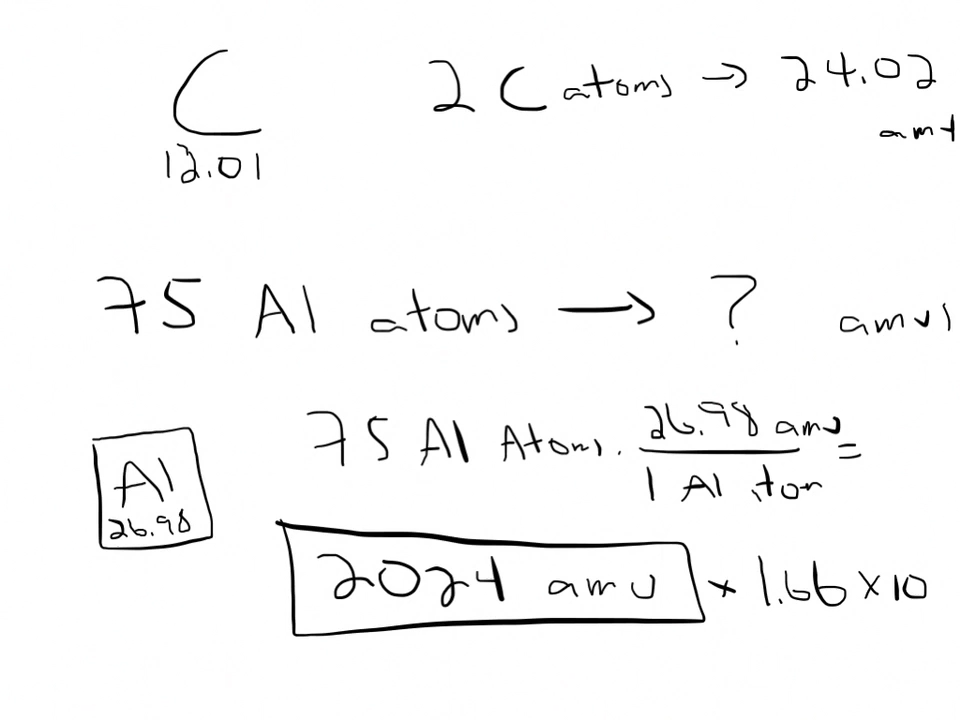 C 2 C atoms → 24.02
12.01 amu
75 Al atoms → ? amu
75 Al Atoms · 26.98 amu / 1 Al atom =
Al
26.98
2024 amu * 1.66 x 10